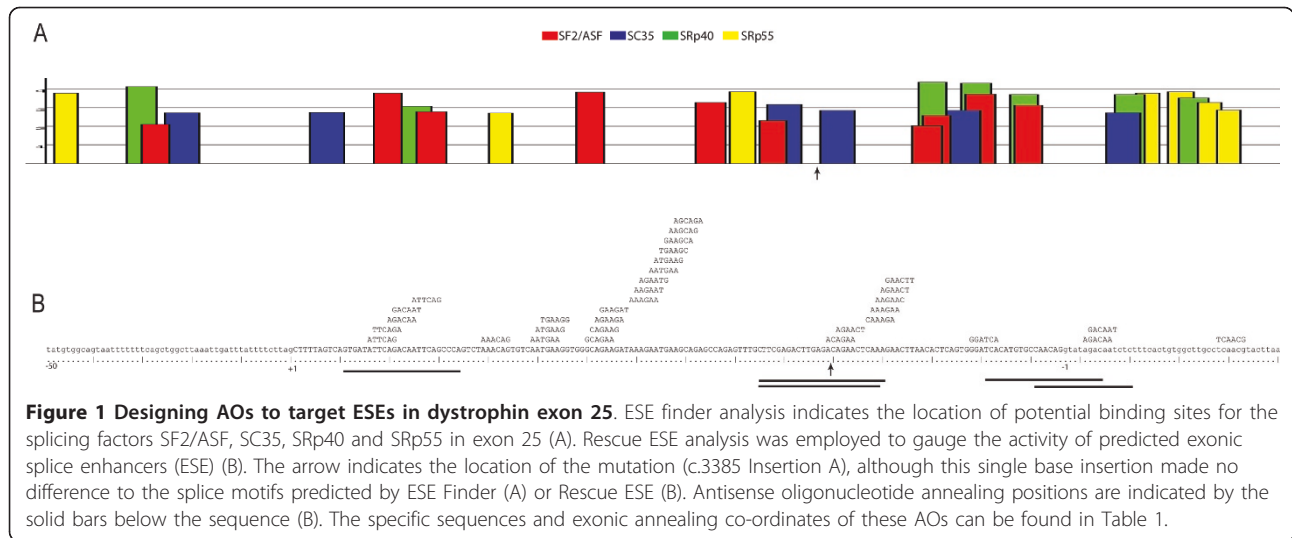 A
SF2/ASF SC35 SRp40 SRp55
B
AGCAGA
AAGCAG
GAAGCA
TGAAGC
ATGAAG
AATGAA
AGAATG GAACTT
AAGAAT AGAACT
ATTCAG AAAGAA AAGAAC
GACAAT GAAGAT AAAGAA
AGACAA TGAAGG AGAAGA CAAAGA
TTCAGA ATGAAG CAGAAG AGAACT GACAAT
ATTCAG AAACAG AATGAA GCAGAA ACAGAA GGATCA AGACAA TCAACG
tatgtggcagtaatttttttcagctggcttaaattgatttattttcttagCTTTTAGTCAGTGATATTCAGACAATTCAGCCCAGTCTAAACAGTGTCAATGAAGGTGGGCAGAAGATAAAGAATGAAGCAGAGCCAGAGTTTGCTTCGAGACTTGAGACAGAACTCAAAGAACTTAACACTCAGTGGGATCACATGTGCCAACAGgtatagacaatctctttcactgtggcttgcctcaacgtacttaa
-50 +1 -1
Figure 1 Designing AOs to target ESEs in dystrophin exon 25. ESE finder analysis indicates the location of potential binding sites for the
splicing factors SF2/ASF, SC35, SRp40 and SRp55 in exon 25 (A). Rescue ESE analysis was employed to gauge the activity of predicted exonic
splice enhancers (ESE) (B). The arrow indicates the location of the mutation (c.3385 Insertion A), although this single base insertion made no
difference to the splice motifs predicted by ESE Finder (A) or Rescue ESE (B). Antisense oligonucleotide annealing positions are indicated by the
solid bars below the sequence (B). The specific sequences and exonic annealing co-ordinates of these AOs can be found in Table 1.